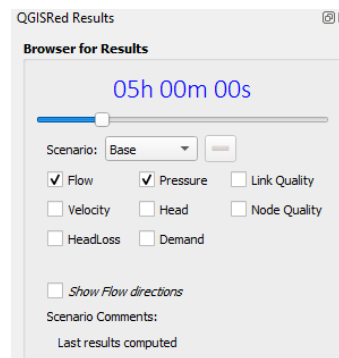 QGISRed Results
Browser for Results
05h 00m 00s
Scenario: Base
Flow Pressure Link Quality
Velocity Head Node Quality
HeadLoss Demand
Show Flow directions
Scenario Comments:
Last results computed